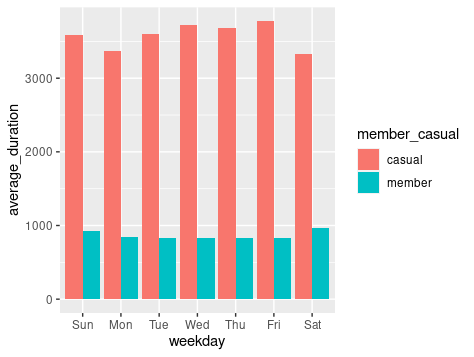 average_duration
3000
2000
1000
0
Sun Mon Tue Wed Thu Fri Sat
weekday
member_casual
casual
member